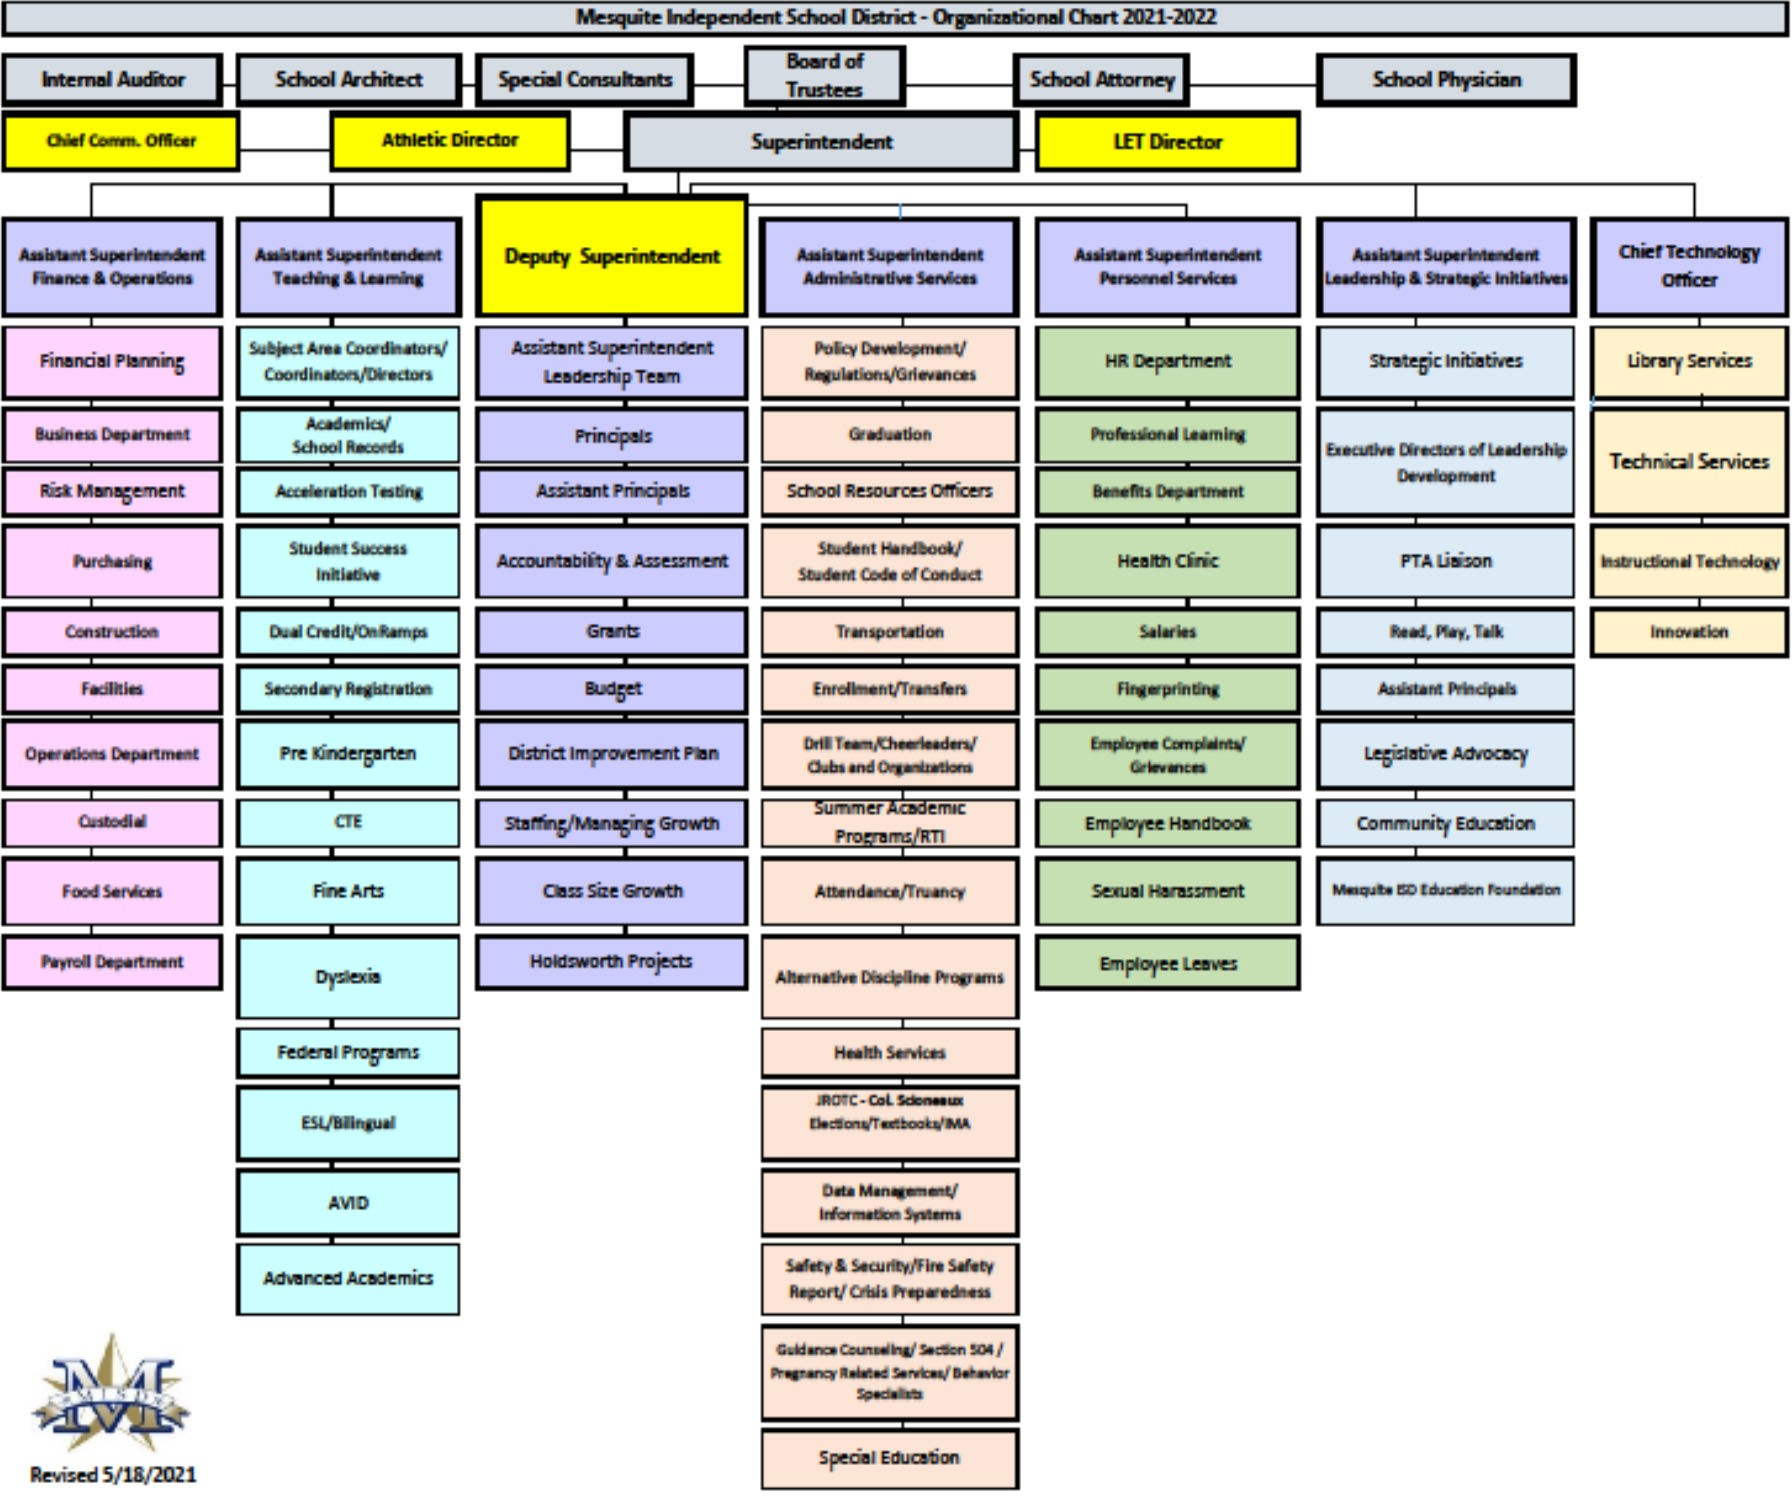 Mesquite Independent School District - Organizational Chart 2021-2022
Internal Auditor
School Architect
Special Consultants
Board of
Trustees
School Attorney
School Physician
Chief Comm. Officer
Athletic Director
Superintendent
LET Director
Assistant Superintendent
Finance & Operations
Financial Planning
Business Department
Risk Management
Purchasing
Construction
Facilities
Operations Department
Custodial
Food Services
Payroll Department
Assistant Superintendent
Teaching & Learning
Subject Area Coordinators/
Coordinators/Directors
Academics/
School Records
Acceleration Testing
Student Success
Initiative
Dual Credit/OnRamps
Secondary Registration
Pre Kindergarten
CTE
Fine Arts
Dyslexia
Federal Programs
ESL/Bilingual
AVID
Advanced Academics
Deputy Superintendent
Assistant Superintendent
Leadership Team
Principals
Assistant Principals
Accountability & Assessment
Grants
Budget
District Improvement Plan
Staffing/Managing Growth
Class Size Growth
Holdsworth Projects
Assistant Superintendent
Administrative Services
Policy Development/
Regulations/Grievances
Graduation
School Resources Officers
Student Handbook/
Student Code of Conduct
Transportation
Enrollment/Transfers
Drill Team/Cheerleaders/
Clubs and Organizations
Summer Academic
Programs/RTI
Attendance/Truancy
Alternative Discipline Programs
Health Services
JROTC - Col. Scioneaux
Elections/Textbooks/IMA
Data Management/
Information Systems
Safety & Security/Fire Safety
Report/ Crisis Preparedness
Guidance Counseling/ Section 504 /
Pregnancy Related Services/ Behavior
Specialists
Special Education
Assistant Superintendent
Personnel Services
HR Department
Professional Learning
Benefits Department
Health Clinic
Salaries
Fingerprinting
Employee Complaints/
Grievances
Employee Handbook
Sexual Harassment
Employee Leaves
Assistant Superintendent
Leadership & Strategic Initiatives
Strategic Initiatives
Executive Directors of Leadership
Development
PTA Liaison
Read, Play, Talk
Assistant Principals
Legislative Advocacy
Community Education
Mesquite ISD Education Foundation
Chief Technology
Officer
Library Services
Technical Services
Instructional Technology
Innovation
M
Revised 5/18/2021